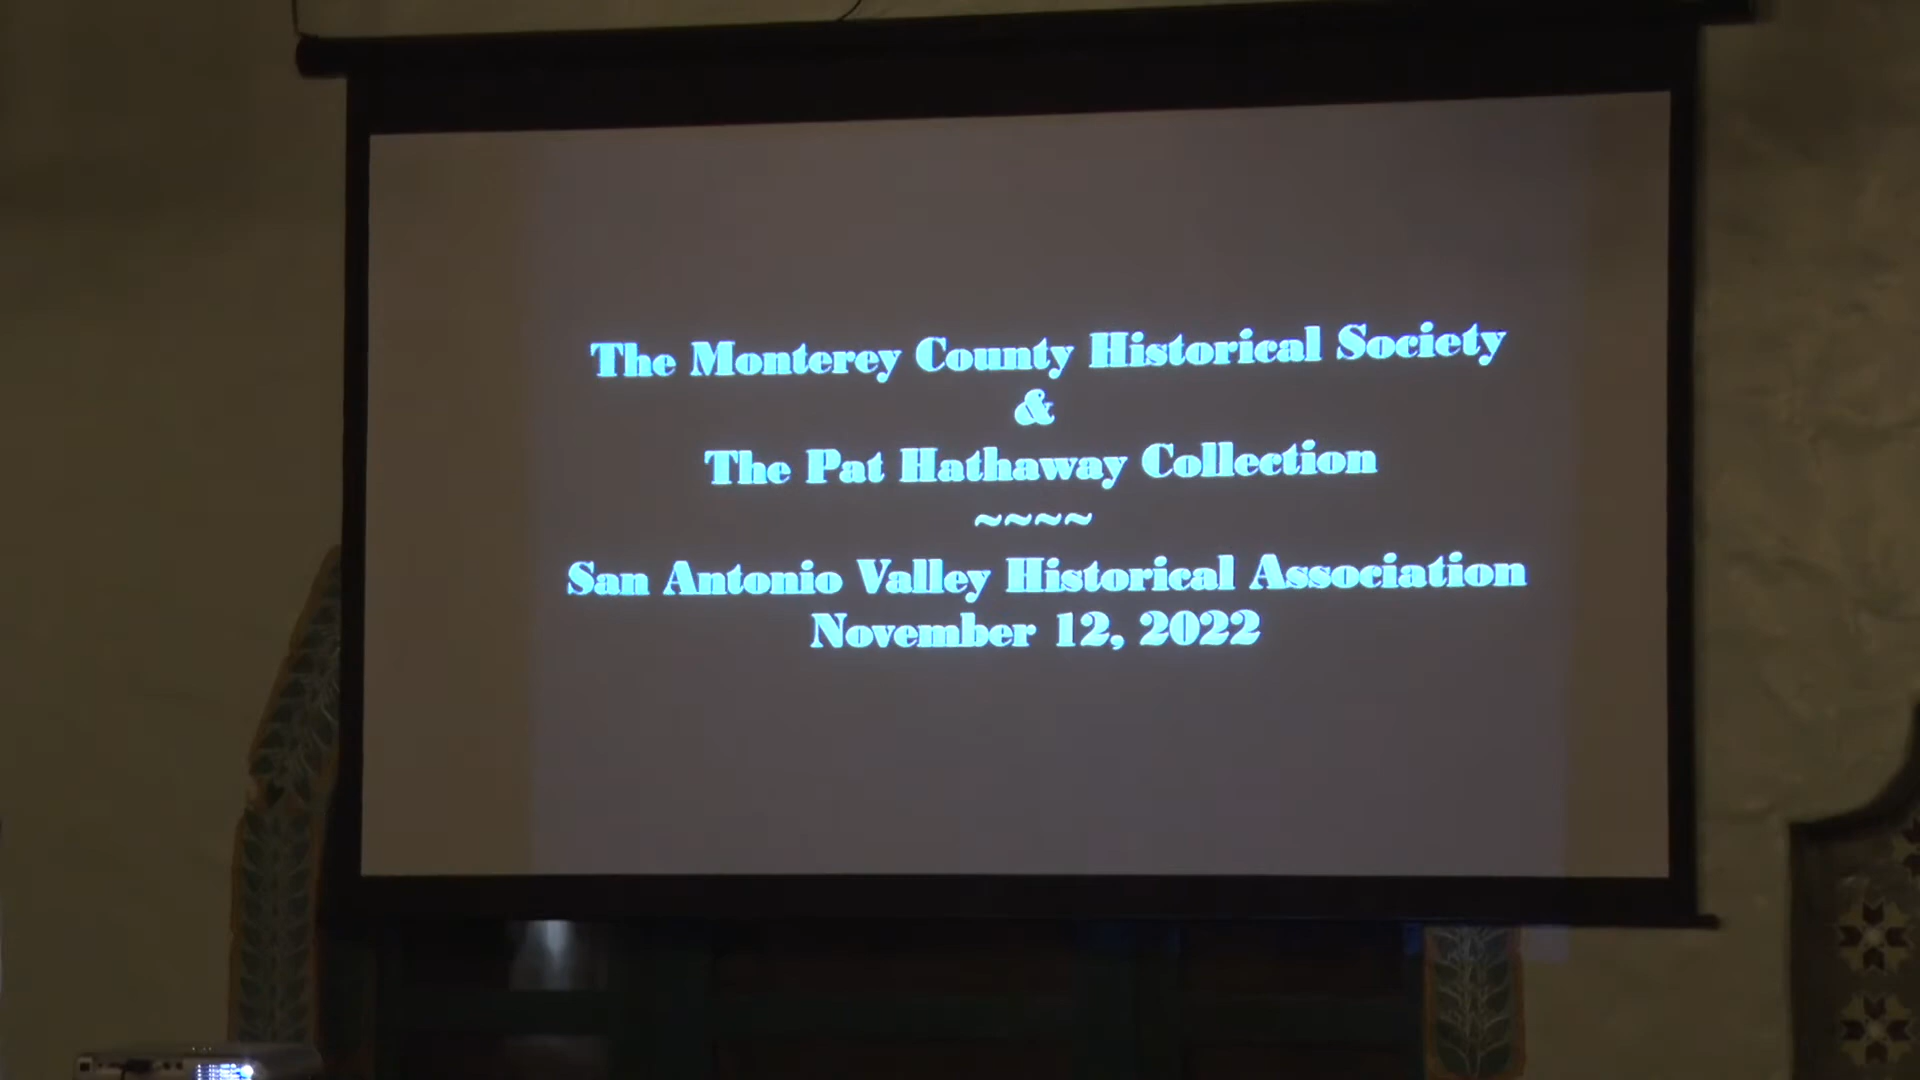 The Monterey County Historical Society
&
The Pat Hathaway Collection
~~~~
San Antonio Valley Historical Association
November 12, 2022